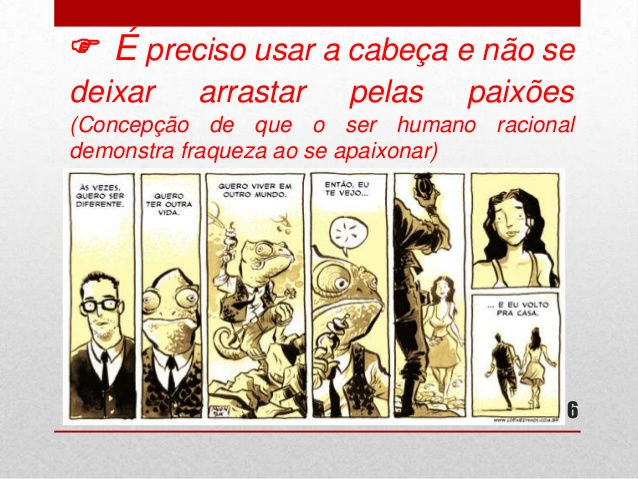 ☞ É preciso usar a cabeça e não se
deixar arrastar pelas paixões
(Concepção de que o ser humano racional
demonstra fraqueza ao se apaixonar)
ÀS VEZES,
QUERO SER
DIFERENTE.
QUERO
TER OUTRA
VIDA.
QUERO VIVER EM
OUTRO MUNDO.
ENTÃO, EU
TE VEJO...
... E EU VOLTO
PRA CASA.
6